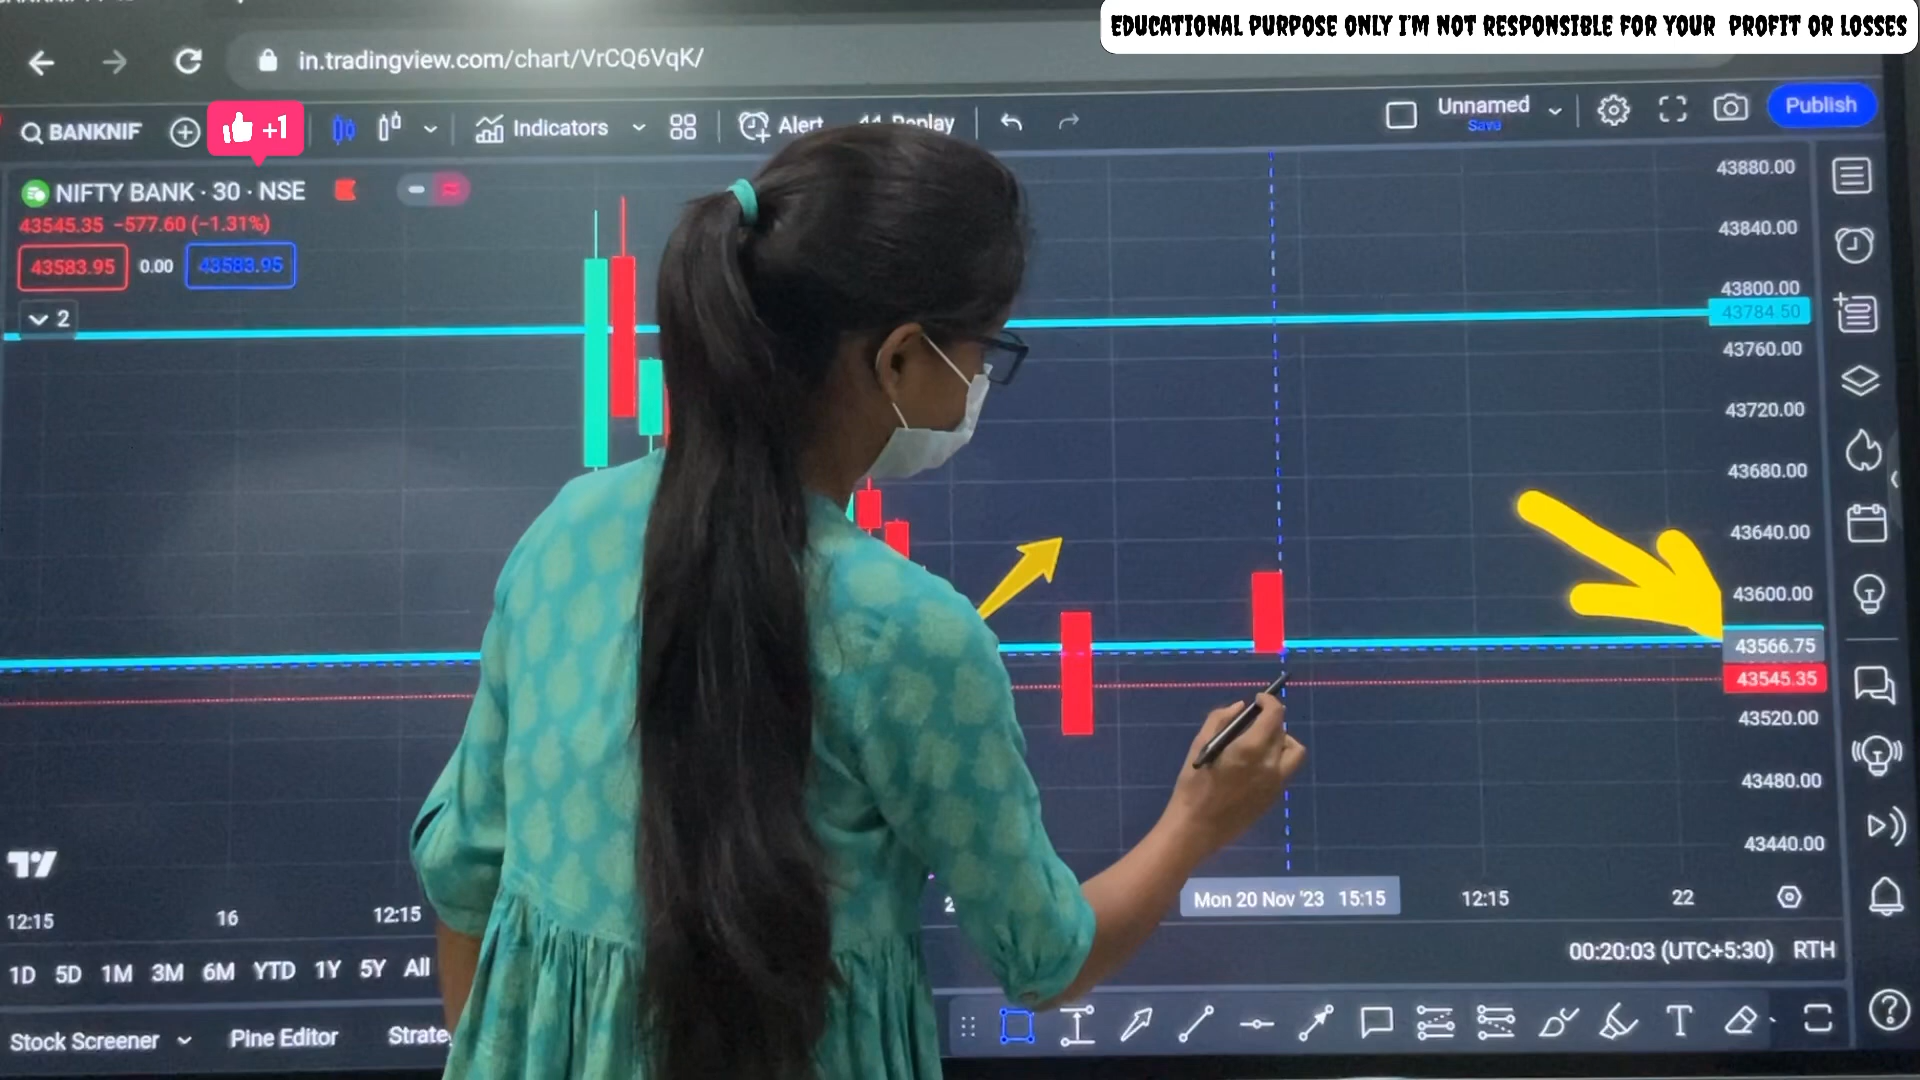 EDUCATIONAL PURPOSE ONLY I'M NOT RESPONSIBLE FOR YOUR PROFIT OR LOSSES
in.tradingview.com/chart/VrCQ6VqK/
BANKNIF
+1
Indicators
Alert
Replay
Unnamed
Save
Publish
NIFTY BANK · 30 · NSE
43545.35 −577.60 (−1.31%)
43583.95 0.00 43583.95
2
43880.00
43840.00
43800.00
43784.50
43760.00
43720.00
43680.00
43640.00
43600.00
43566.75
43545.35
43520.00
43480.00
43440.00
12:15 16 12:15 Mon 20 Nov '23 15:15 12:15 22
00:20:03 (UTC+5:30) RTH
1D 5D 1M 3M 6M YTD 1Y 5Y All
Stock Screener Pine Editor Strate